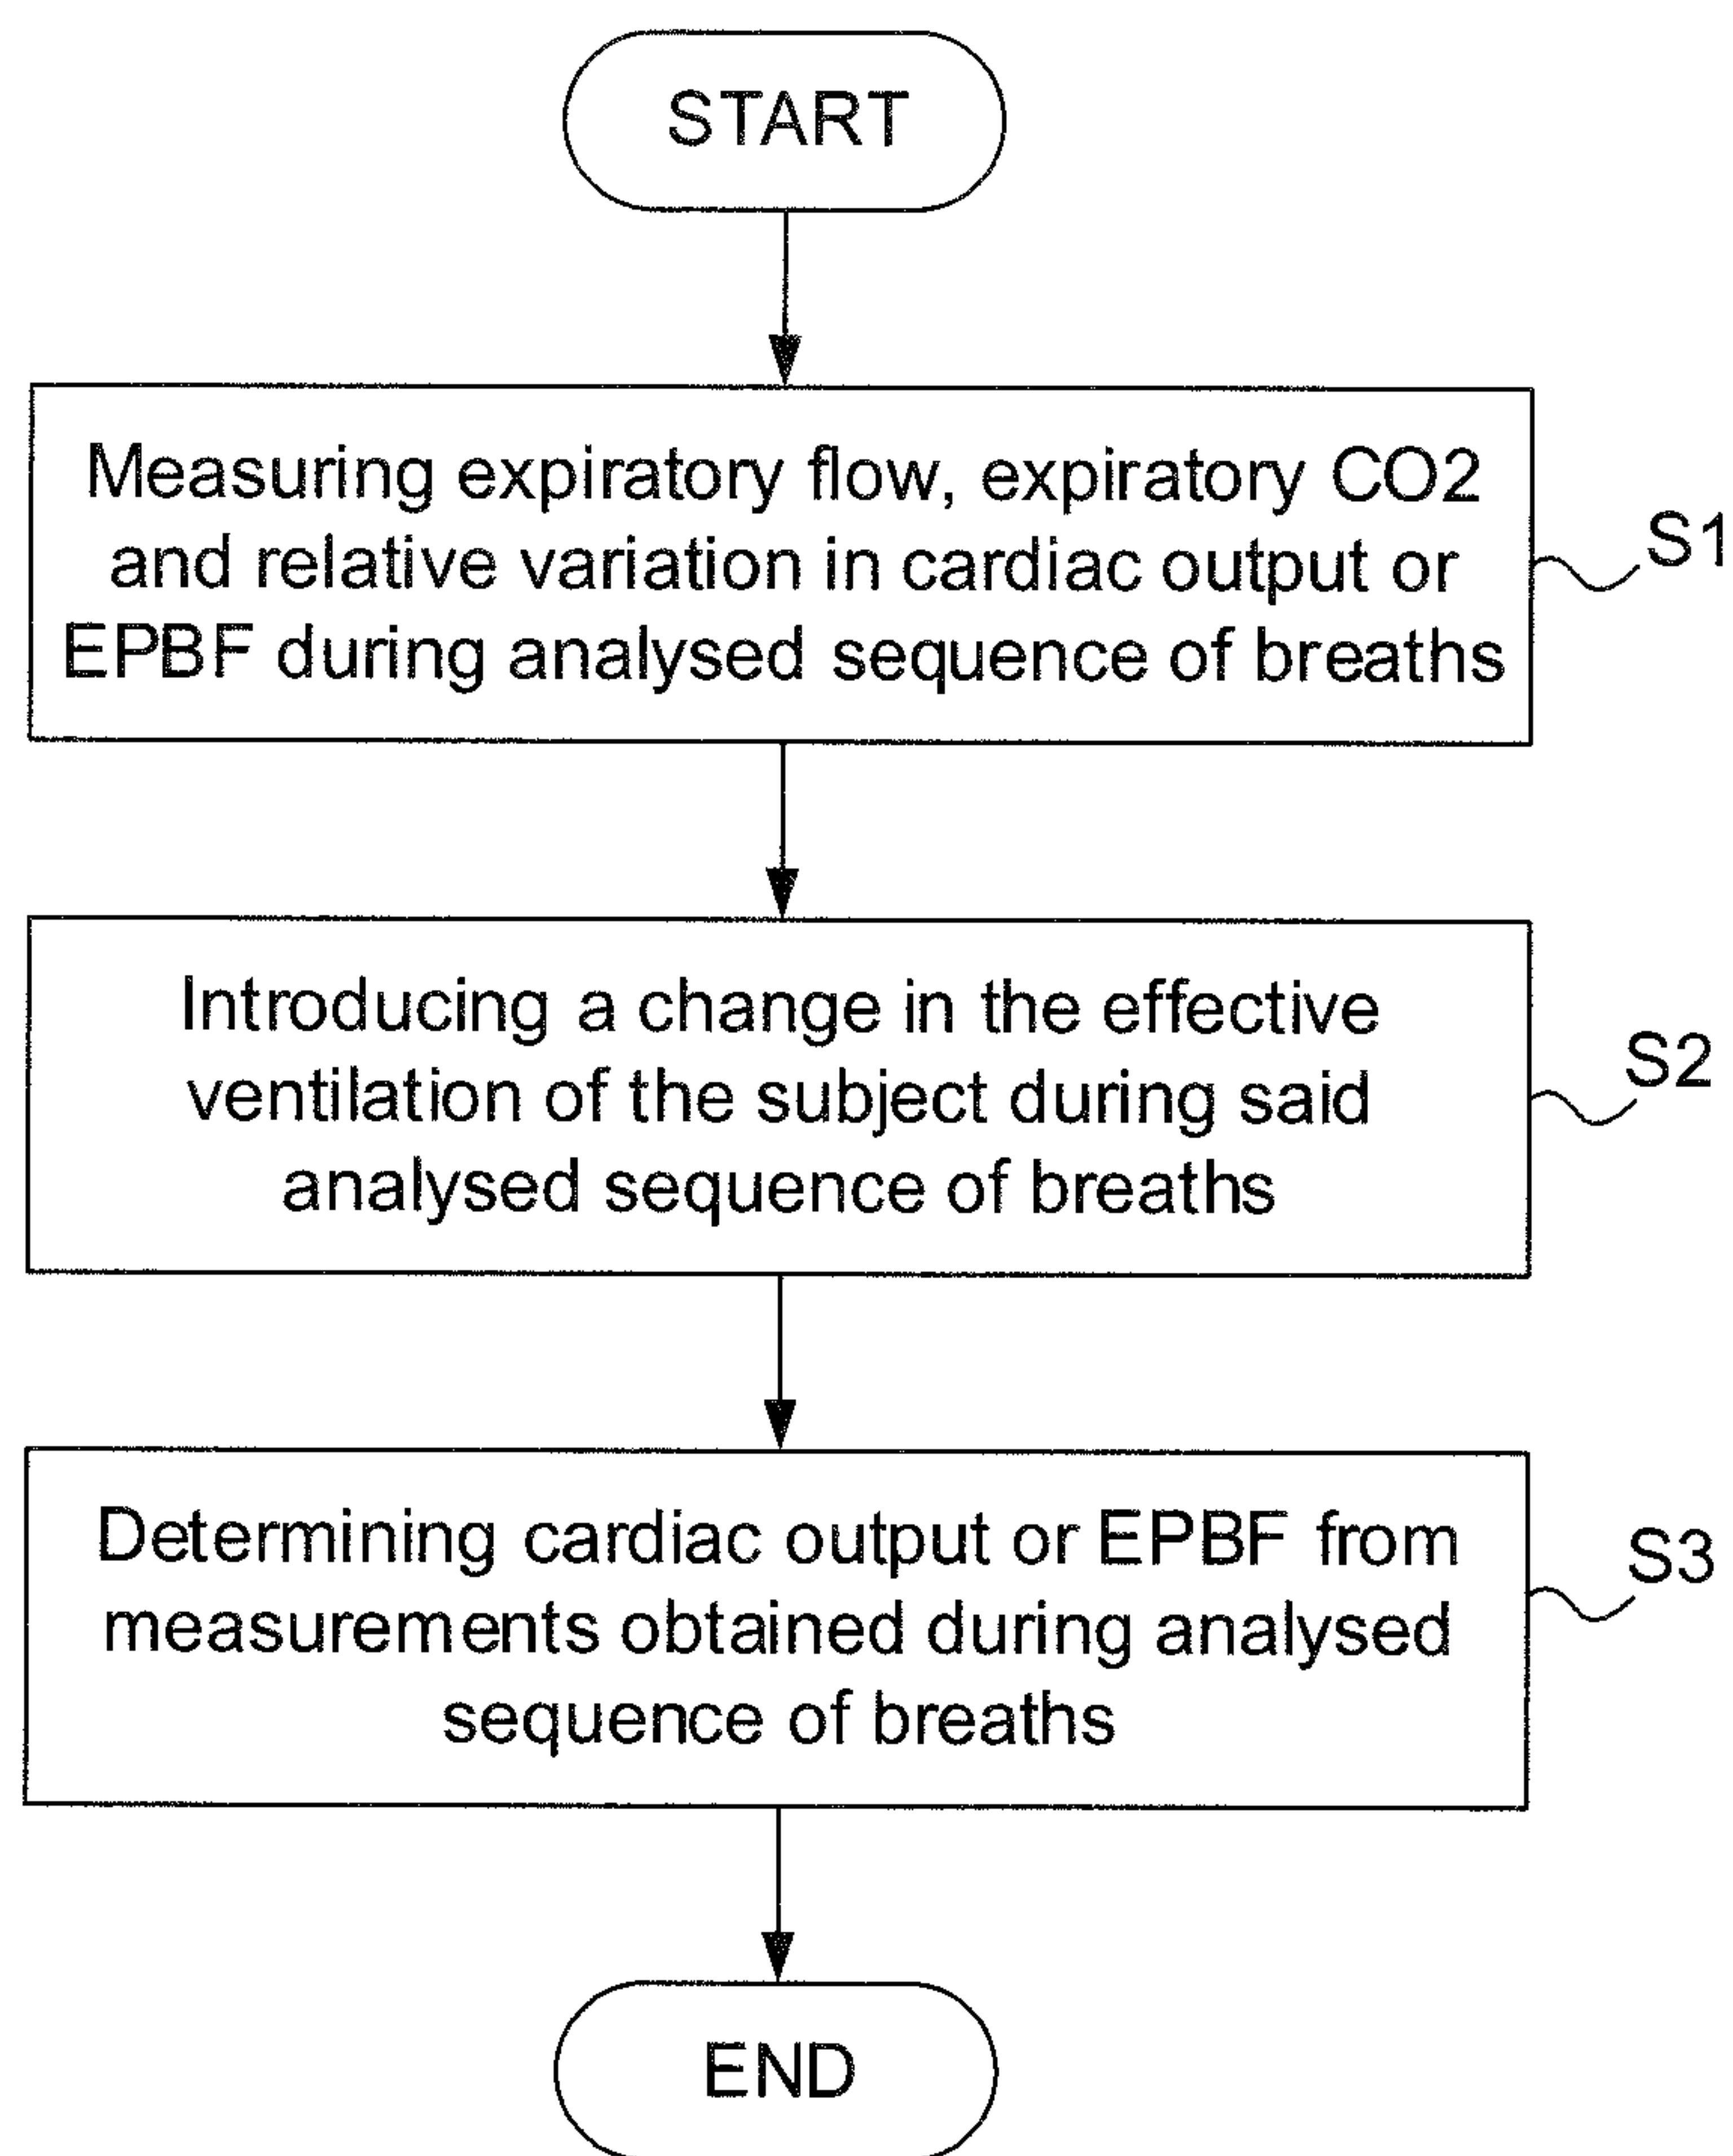 START
Measuring expiratory flow, expiratory CO2
and relative variation in cardiac output or
EPBF during analysed sequence of breaths
S1
Introducing a change in the effective
ventilation of the subject during said
analysed sequence of breaths
S2
Determining cardiac output or EPBF from
measurements obtained during analysed
sequence of breaths
S3
END